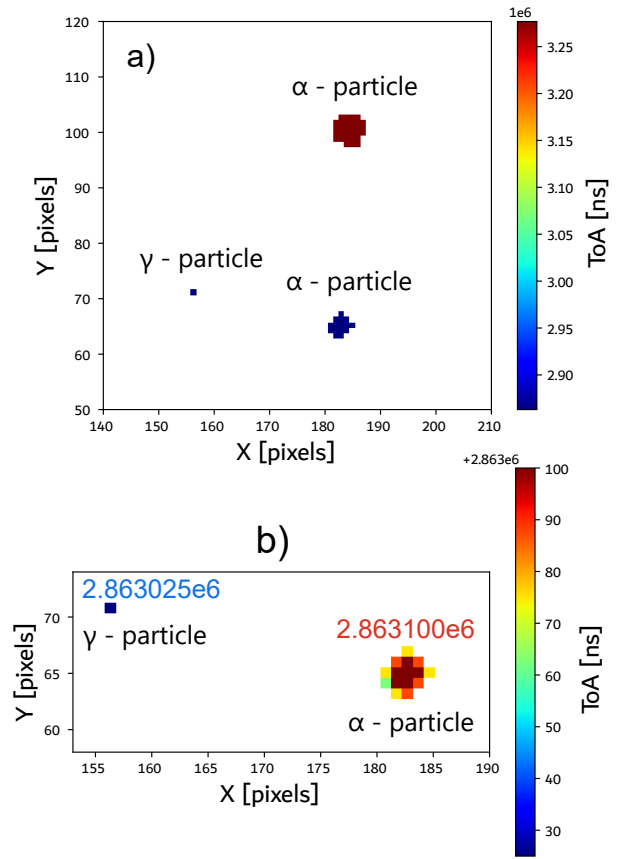 1e6
a)
120
110
100
90
80
70
60
50
Y [pixels]
α - particle
γ - particle
α - particle
140
150
160
170
180
190
200
210
X [pixels]
3.25
3.20
3.15
3.10
3.05
3.00
2.95
2.90
ToA [ns]
+2.863e6
b)
2.863025e6
γ - particle
2.863100e6
α - particle
70
65
60
Y [pixels]
155
160
165
170
175
180
185
190
X [pixels]
100
90
80
70
60
50
40
30
ToA [ns]